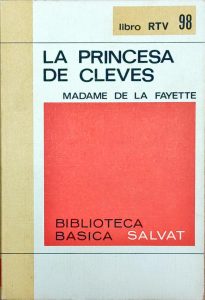 libro RTV 98
LA PRINCESA
DE CLEVES
MADAME DE LA FAYETTE
BIBLIOTECA
BASICA SALVAT